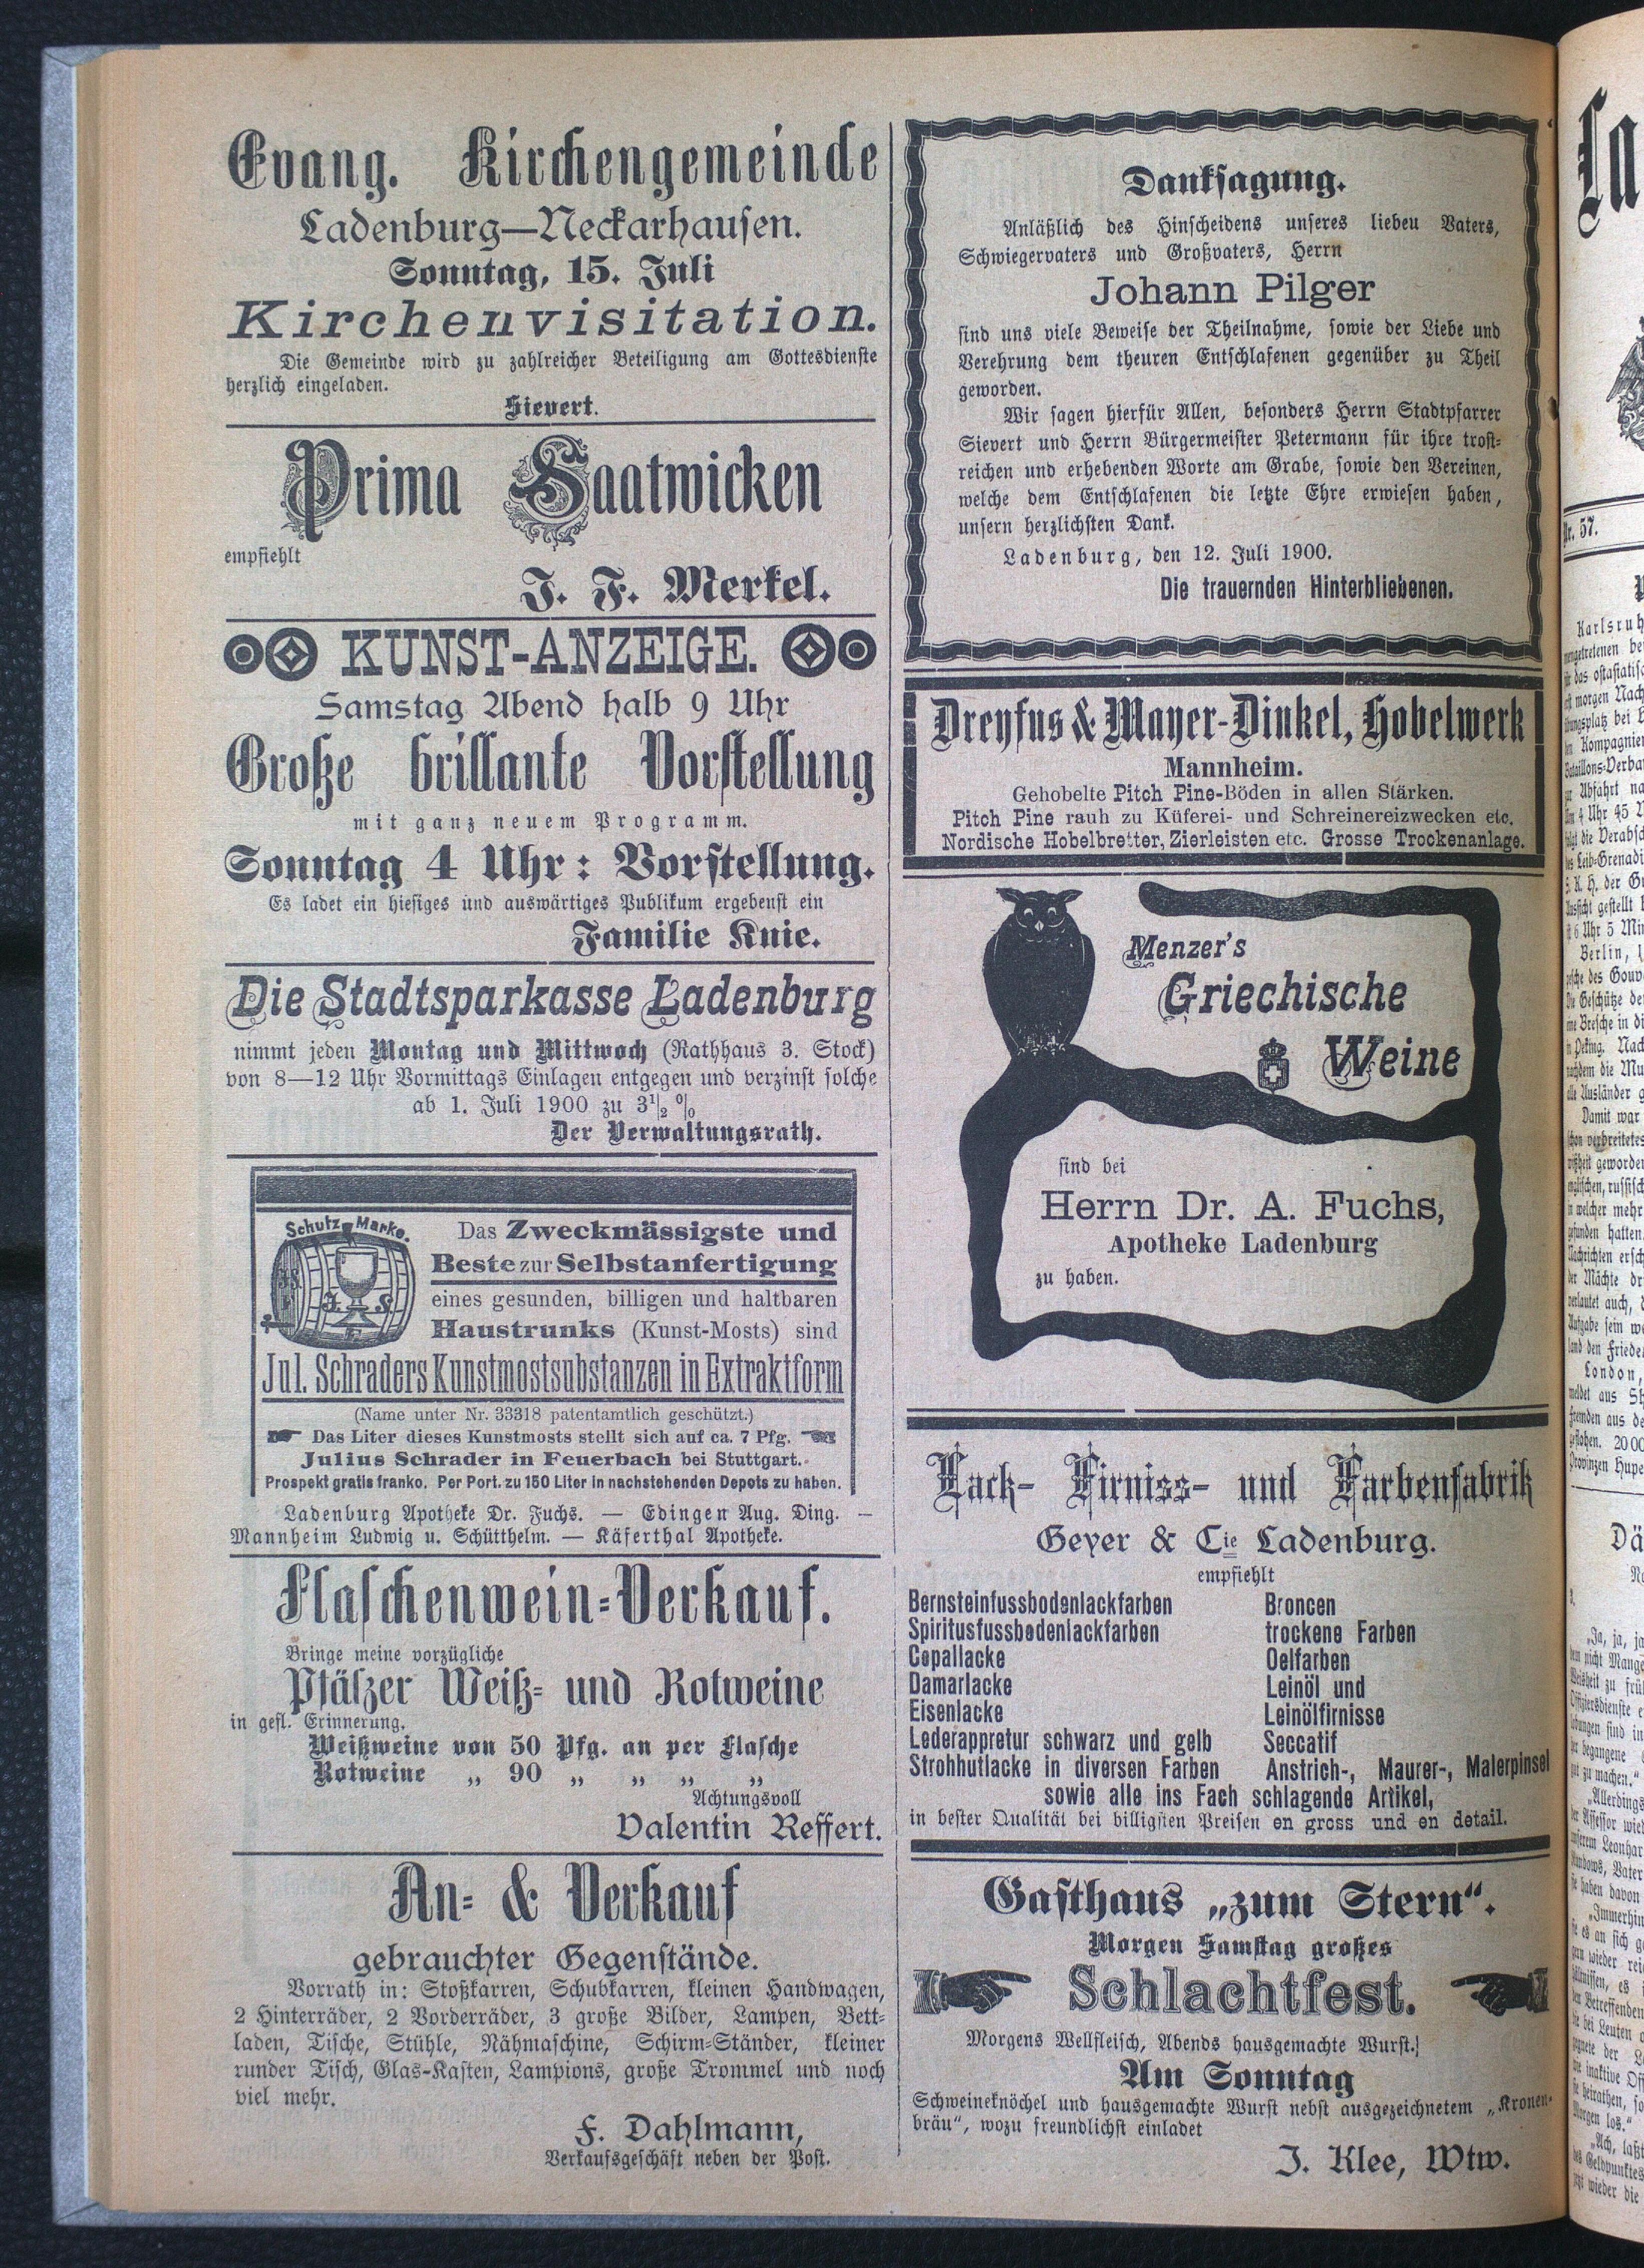 Evang. Kirchengemeinde
Ladenburg—Neckarhausen.
Sonntag, 15. Juli
Kirchenvisitation.
Die Gemeinde wird zu zahlreicher Beteiligung am Gottesdienste
herzlich eingeladen.
Sievert.
Prima Saatwicken
empfiehlt
J. F. Merkel.
KUNST-ANZEIGE.
Samstag Abend halb 9 Uhr
Große brillante Vorstellung
mit ganz neuem Programm.
Sonntag 4 Uhr: Vorstellung.
Es ladet ein hiesiges und auswärtiges Publikum ergebenst ein
Familie Knie.
Die Stadtsparkasse Ladenburg
nimmt jeden Montag und Mittwoch (Rathhaus 3. Stock)
von 8—12 Uhr Vormittags Einlagen entgegen und verzinst solche
ab 1. Juli 1900 zu 3½ %
Der Verwaltungsrath.
Schutz Marke.
J. S.
F
Das Zweckmässigste und
Beste zur Selbstanfertigung
eines gesunden, billigen und haltbaren
Haustrunks (Kunst-Mosts) sind
Jul. Schraders Kunstmostsubstanzen in Extraktform
(Name unter Nr. 33318 patentamtlich geschützt.)
Das Liter dieses Kunstmosts stellt sich auf ca. 7 Pfg.
Julius Schrader in Feuerbach bei Stuttgart.
Prospekt gratis franko. Per Port. zu 150 Liter in nachstehenden Depots zu haben.
Ladenburg Apotheke Dr. Fuchs. — Edingen Aug. Ding. —
Mannheim Ludwig u. Schütthelm. — Käferthal Apotheke.
Flaschenwein=Verkauf.
Bringe meine vorzügliche
Pfälzer Weiß= und Rotweine
in gefl. Erinnerung.
Weißweine von 50 Pfg. an per Flasche
Rotweine „ 90 „ „ „ „
Achtungsvoll
Valentin Reffert.
An= & Verkauf
gebrauchter Gegenstände.
Vorrath in: Stoßkarren, Schubkarren, kleinen Handwagen,
2 Hinterräder, 2 Vorderräder, 3 große Bilder, Lampen, Bett=
laden, Tische, Stühle, Nähmaschine, Schirm=Ständer, kleiner
runder Tisch, Glas-Kasten, Lampions, große Trommel und noch
viel mehr.
F. Dahlmann,
Verkaufsgeschäft neben der Post.
Danksagung.
Anläßlich des Hinscheidens unseres lieben Vaters,
Schwiegervaters und Großvaters, Herrn
Johann Pilger
sind uns viele Beweise der Theilnahme, sowie der Liebe und
Verehrung dem theuren Entschlafenen gegenüber zu Theil
geworden.
Wir sagen hierfür Allen, besonders Herrn Stadtpfarrer
Sievert und Herrn Bürgermeister Petermann für ihre trost=
reichen und erhebenden Worte am Grabe, sowie den Vereinen,
welche dem Entschlafenen die letzte Ehre erwiesen haben,
unsern herzlichsten Dank.
Ladenburg, den 12. Juli 1900.
Die trauernden Hinterbliebenen.
Dreyfus & Mayer-Dinkel, Hobelwerk
Mannheim.
Gehobelte Pitch Pine-Böden in allen Stärken.
Pitch Pine rauh zu Küferei- und Schreinereizwecken etc.
Nordische Hobelbretter, Zierleisten etc. Grosse Trockenanlage.
Menzer's
Griechische
Weine
sind bei
Herrn Dr. A. Fuchs,
Apotheke Ladenburg
zu haben.
Lack- Firniss- und Farbenfabrik
Geyer & Cie Ladenburg.
empfiehlt
Bernsteinfussbodenlackfarben Broncen
Spiritusfussbodenlackfarben trockene Farben
Copallacke Oelfarben
Damarlacke Leinöl und
Eisenlacke Leinölfirnisse
Lederappretur schwarz und gelb Seccatif
Strohhutlacke in diversen Farben Anstrich-, Maurer-, Malerpinsel
sowie alle ins Fach schlagende Artikel,
in bester Qualität bei billigsten Preisen en gross und en detail.
Gasthaus „zum Stern“.
Morgen Samstag großes
Schlachtfest.
Morgens Wellfleisch, Abends hausgemachte Wurst.
Am Sonntag
Schweineknöchel und hausgemachte Wurst nebst ausgezeichnetem „Kronen-
bräu“, wozu freundlichst einladet
J. Klee, Wtw.
La
Nr. 57.